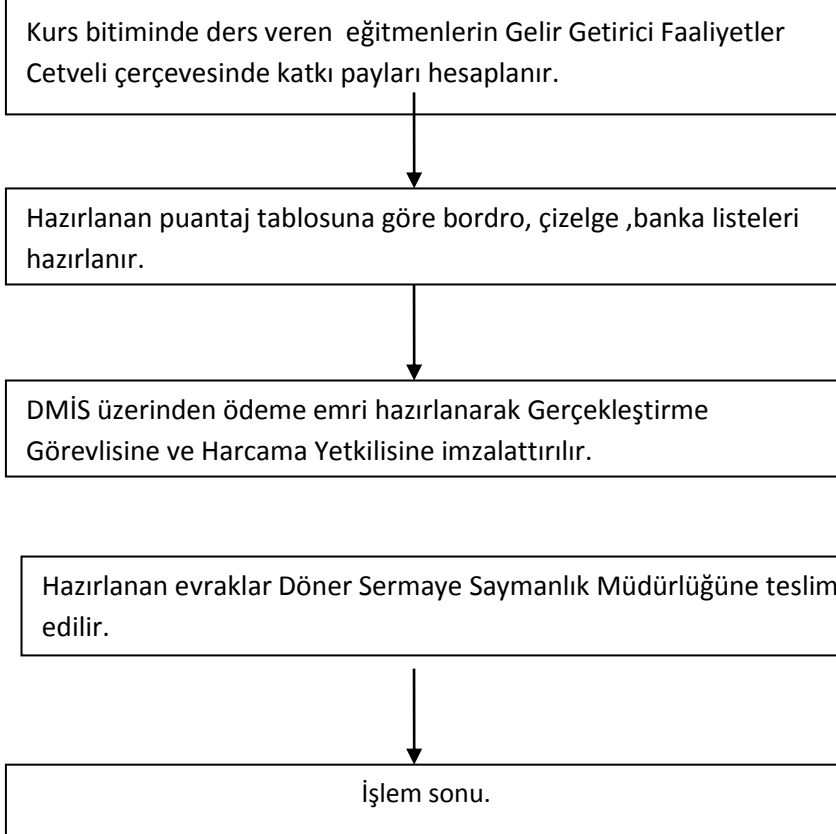 Kurs bitiminde ders veren eğitmenlerin Gelir Getirici Faaliyetler
Cetveli çerçevesinde katkı payları hesaplanır.
Hazırlanan puantaj tablosuna göre bordro, çizelge ,banka listeleri
hazırlanır.
DMİS üzerinden ödeme emri hazırlanarak Gerçekleştirme
Görevlisine ve Harcama Yetkilisine imzalattırılır.
Hazırlanan evraklar Döner Sermaye Saymanlık Müdürlüğüne teslim
edilir.
İşlem sonu.